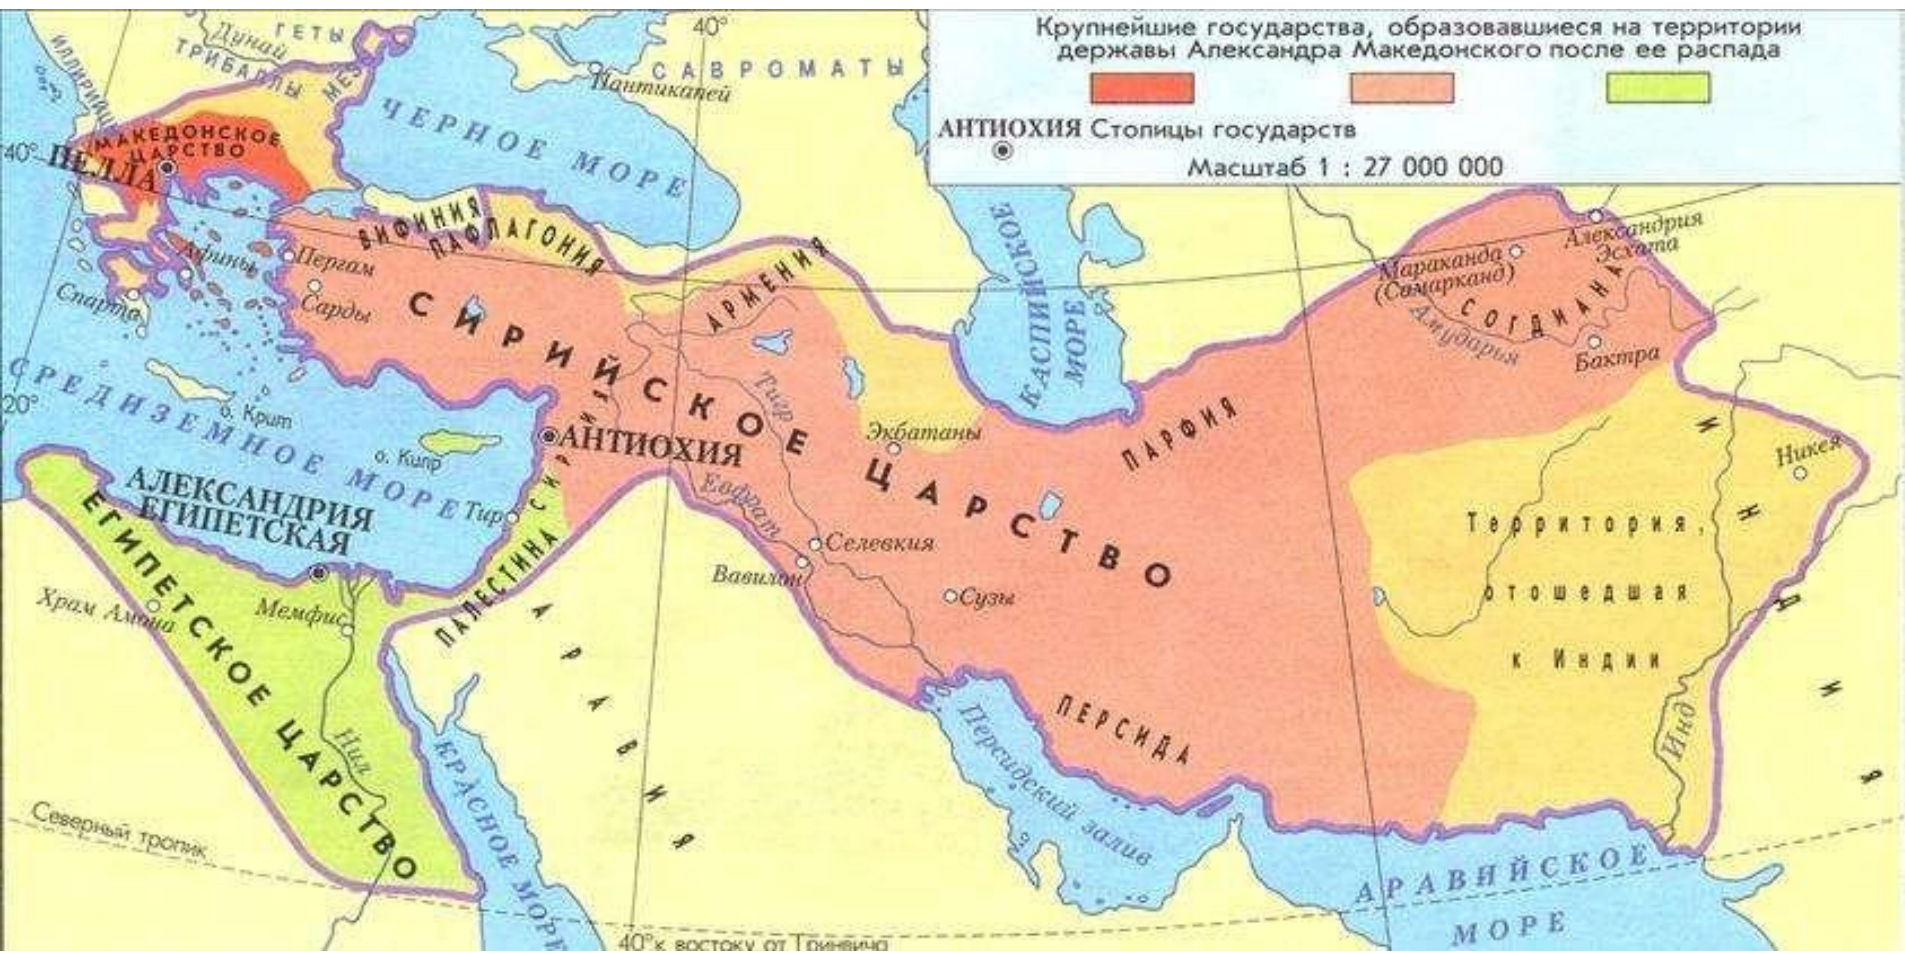 Крупнейшие государства, образовавшиеся на территории
державы Александра Македонского после ее распада
АНТИОХИЯ Столицы государств
Масштаб 1 : 27 000 000
40°
ГЕТЫ
Дунай
ТРИБАЛЛЫ
САВРОМАТЫ
Пантикапей
ЧЕРНОЕ МОРЕ
МАКЕДОНСКОЕ
ЦАРСТВО
40°
ПЕЛЛА
ВИФИНИЯ
ПАФЛАГОНИЯ
АРМЕНИЯ
КАСПИЙСКОЕ
МОРЕ
Александрия
Эсхата
Мараканда
(Самарканд)
СОГДИАНА
Амударья
Бактра
Афины
Спарта
Пергам
Сарды
СИРИЙСКОЕ ЦАРСТВО
СРЕДИЗЕМНОЕ МОРЕ
20°
о. Крит
о. Кипр
Тигр
Экбатаны
ПАРФИЯ
ИНДИЯ
Никея
АНТИОХИЯ
СИРИЯ
АЛЕКСАНДРИЯ
ЕГИПЕТСКАЯ
Тир
Евфрат
Селевкия
Вавилон
Сузы
Территория,
отошедшая
к Индии
ЕГИПЕТСКОЕ ЦАРСТВО
ПАЛЕСТИНА
Храм Амона
Мемфис
АРАВИЯ
Нил
ПЕРСИДА
Персидский залив
Инд
КРАСНОЕ МОРЕ
Северный тропик
АРАВИЙСКОЕ
МОРЕ
40° к востоку от Гринвича